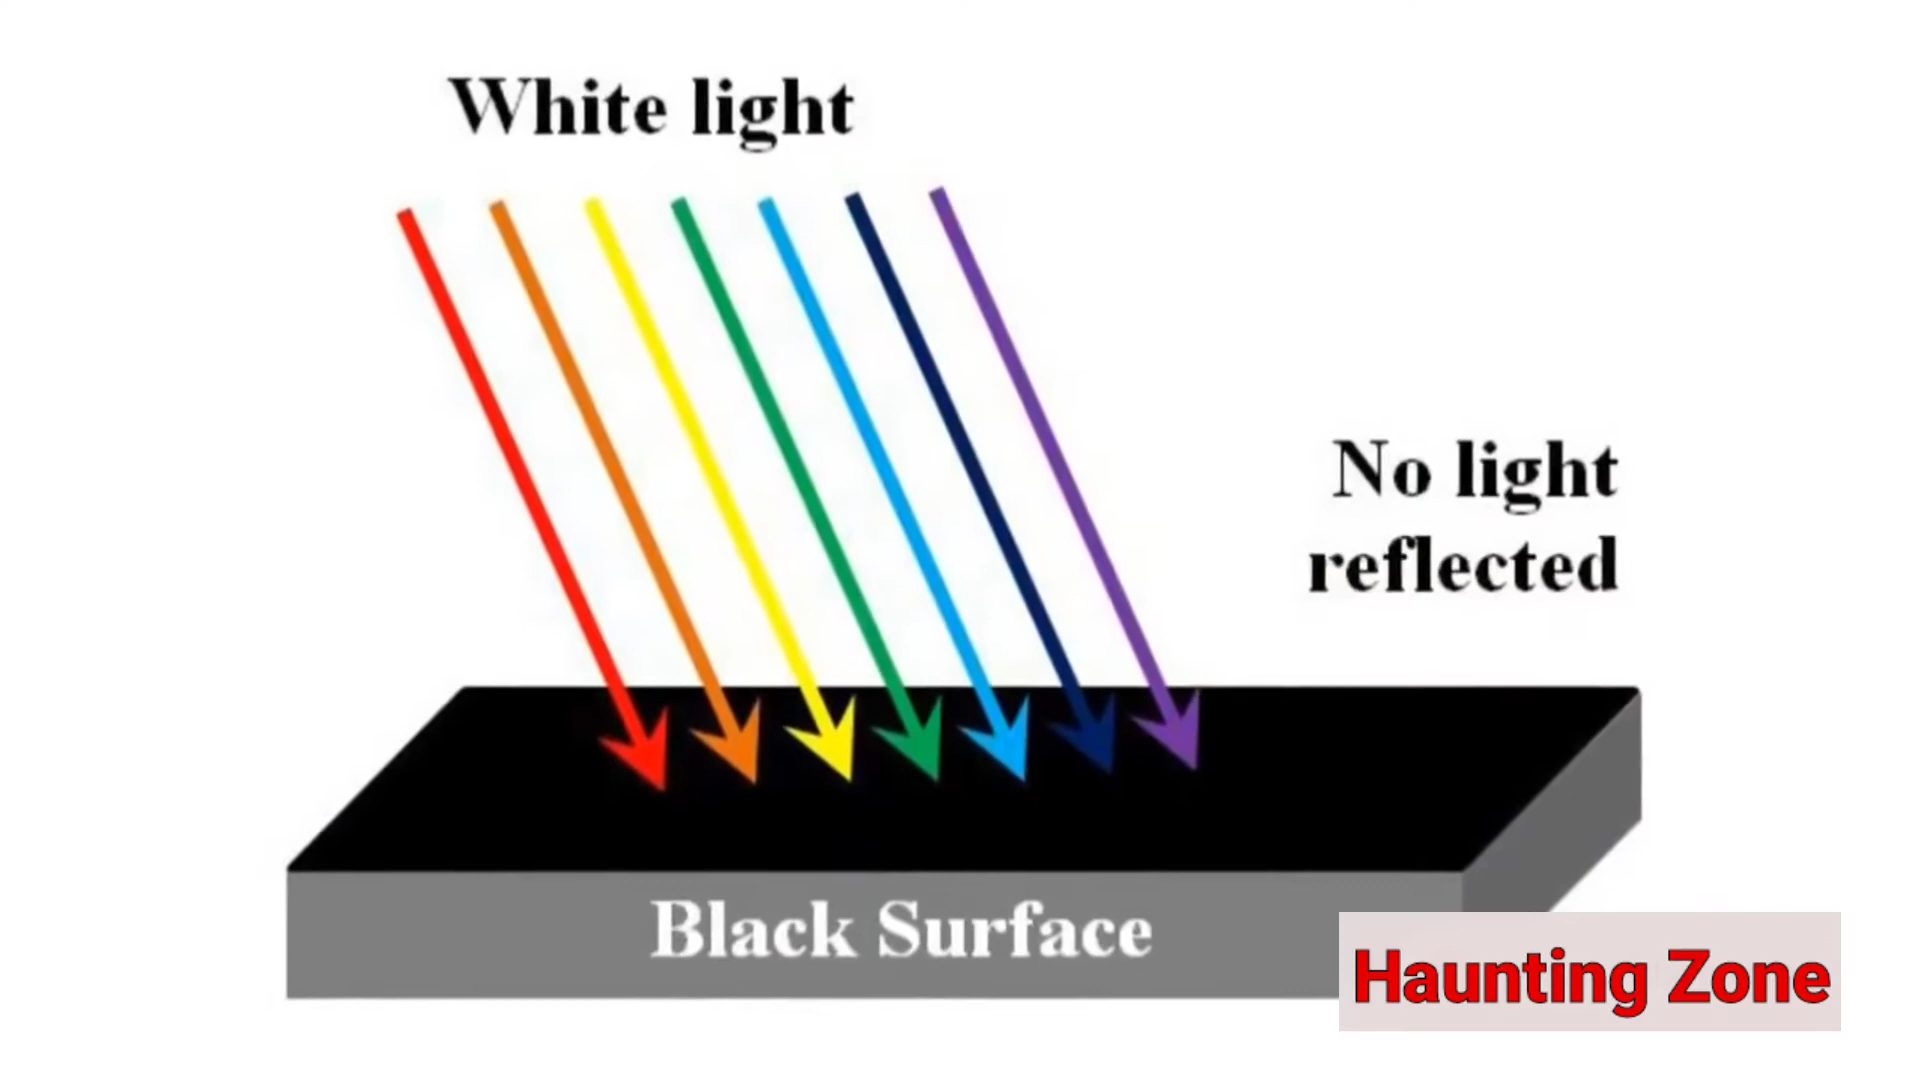 White light
No light
reflected
Black Surface
Haunting Zone